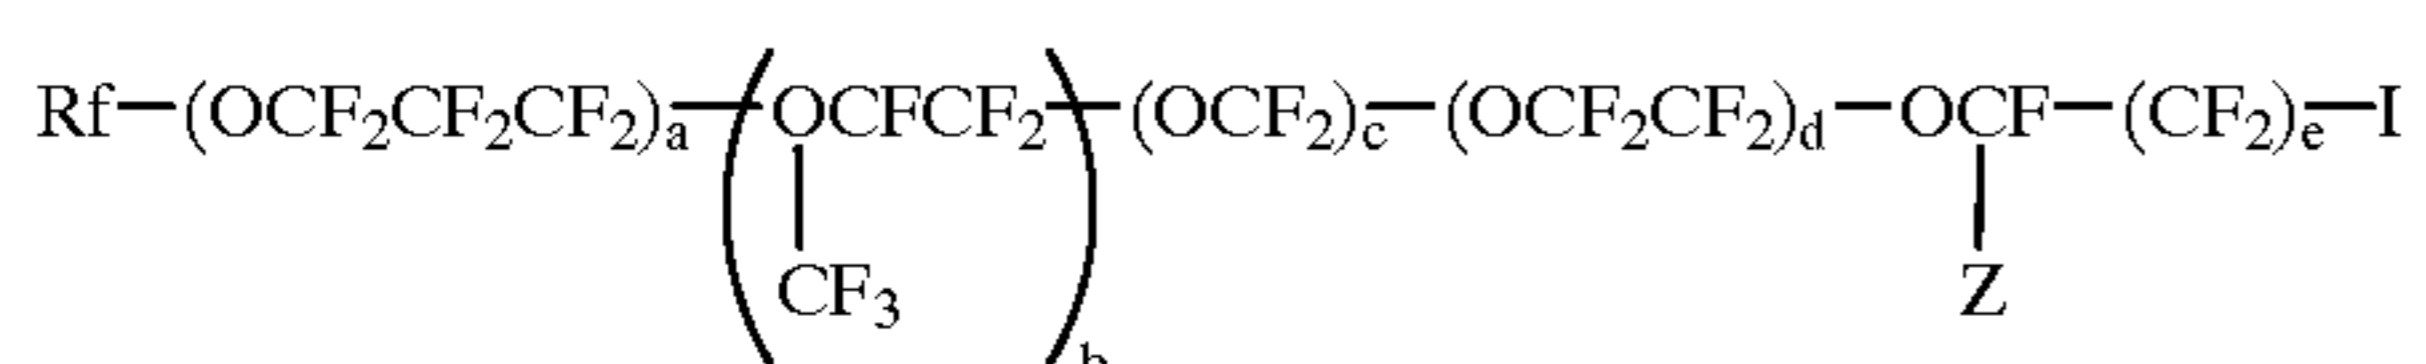 Rf—(OCF₂CF₂CF₂)ₐ—(OCFCF₂)—(OCF₂)c—(OCF₂CF₂)d—OCF—(CF₂)ₑ—I
CF₃ Z
b